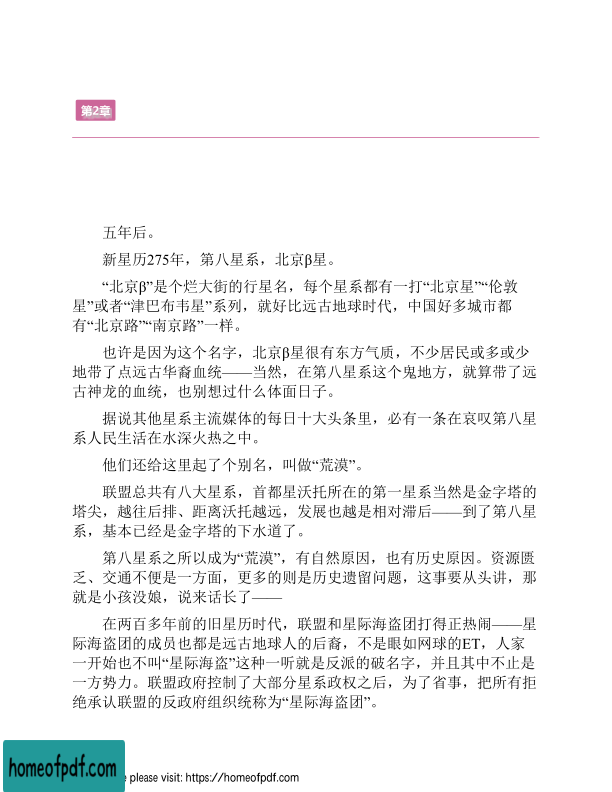 第2章
五年后。
新星历275年，第八星系，北京β星。
“北京β”是个烂大街的行星名，每个星系都有一打“北京星”“伦敦
星”或者“津巴布韦星”系列，就好比远古地球时代，中国好多城市都
有“北京路”“南京路”一样。
也许是因为这个名字，北京β星很有东方气质，不少居民或多或少
地带了点远古华裔血统——当然，在第八星系这个鬼地方，就算带了远
古神龙的血统，也别想过什么体面日子。
据说其他星系主流媒体的每日十大头条里，必有一条在哀叹第八星
系人民生活在水深火热之中。
他们还给这里起了个别名，叫做“荒漠”。
联盟总共有八大星系，首都星沃托所在的第一星系当然是金字塔的
塔尖，越往后排、距离沃托越远，发展也越是相对滞后——到了第八星
系，基本已经是金字塔的下水道了。
第八星系之所以成为“荒漠”，有自然原因，也有历史原因。资源匮
乏、交通不便是一方面，更多的则是历史遗留问题，这事要从头讲，那
就是小孩没娘，说来话长了——
在两百多年前的旧星历时代，联盟和星际海盗团打得正热闹——星
际海盗团的成员也都是远古地球人的后裔，不是眼如网球的ET，人家
一开始也不叫“星际海盗”这种一听就是反派的破名字，并且其中不止是
一方势力。联盟政府控制了大部分星系政权之后，为了省事，把所有拒
绝承认联盟的反政府组织统称为“星际海盗团”。
homeofpdf.com
e please visit: https://homeofpdf.com